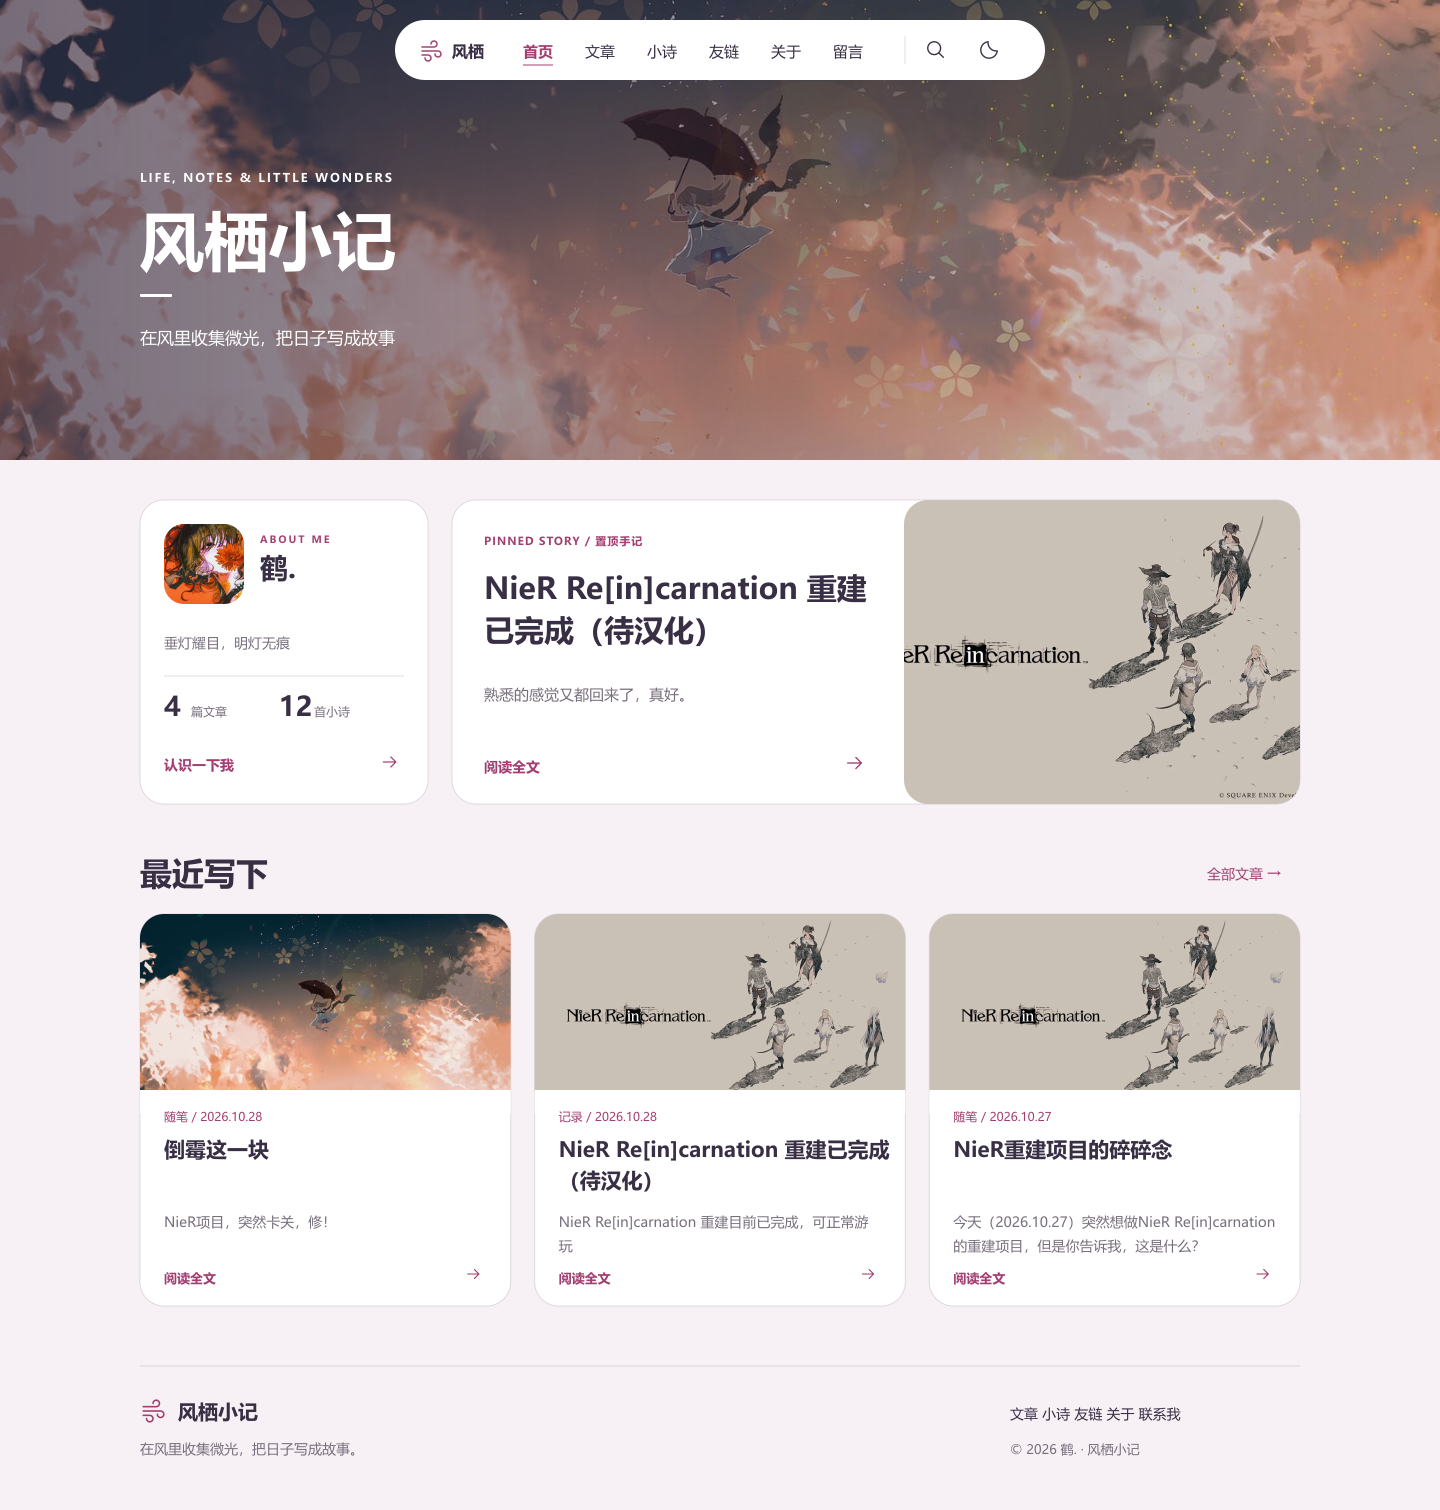 风栖
首页 文章 小诗 友链 关于 留言
LIFE, NOTES & LITTLE WONDERS
风栖小记
在风里收集微光，把日子写成故事
ABOUT ME
鹤.
垂灯耀目，明灯无痕
4 篇文章 12 首小诗
认识一下我 →
PINNED STORY / 置顶手记
NieR Re[in]carnation 重建
已完成（待汉化）
熟悉的感觉又都回来了，真好。
阅读全文 →
eR Reincarnation
© SQUARE ENIX
最近写下
全部文章 →
随笔 / 2026.10.28
倒霉这一块
NieR项目，突然卡关，修！
阅读全文 →
NieR Reincarnation
记录 / 2026.10.28
NieR Re[in]carnation 重建已完成
（待汉化）
NieR Re[in]carnation 重建目前已完成，可正常游
玩
阅读全文 →
NieR Reincarnation
随笔 / 2026.10.27
NieR重建项目的碎碎念
今天（2026.10.27）突然想做NieR Re[in]carnation
的重建项目，但是你告诉我，这是什么？
阅读全文 →
风栖小记
在风里收集微光，把日子写成故事。
文章 小诗 友链 关于 联系我
© 2026 鹤. · 风栖小记